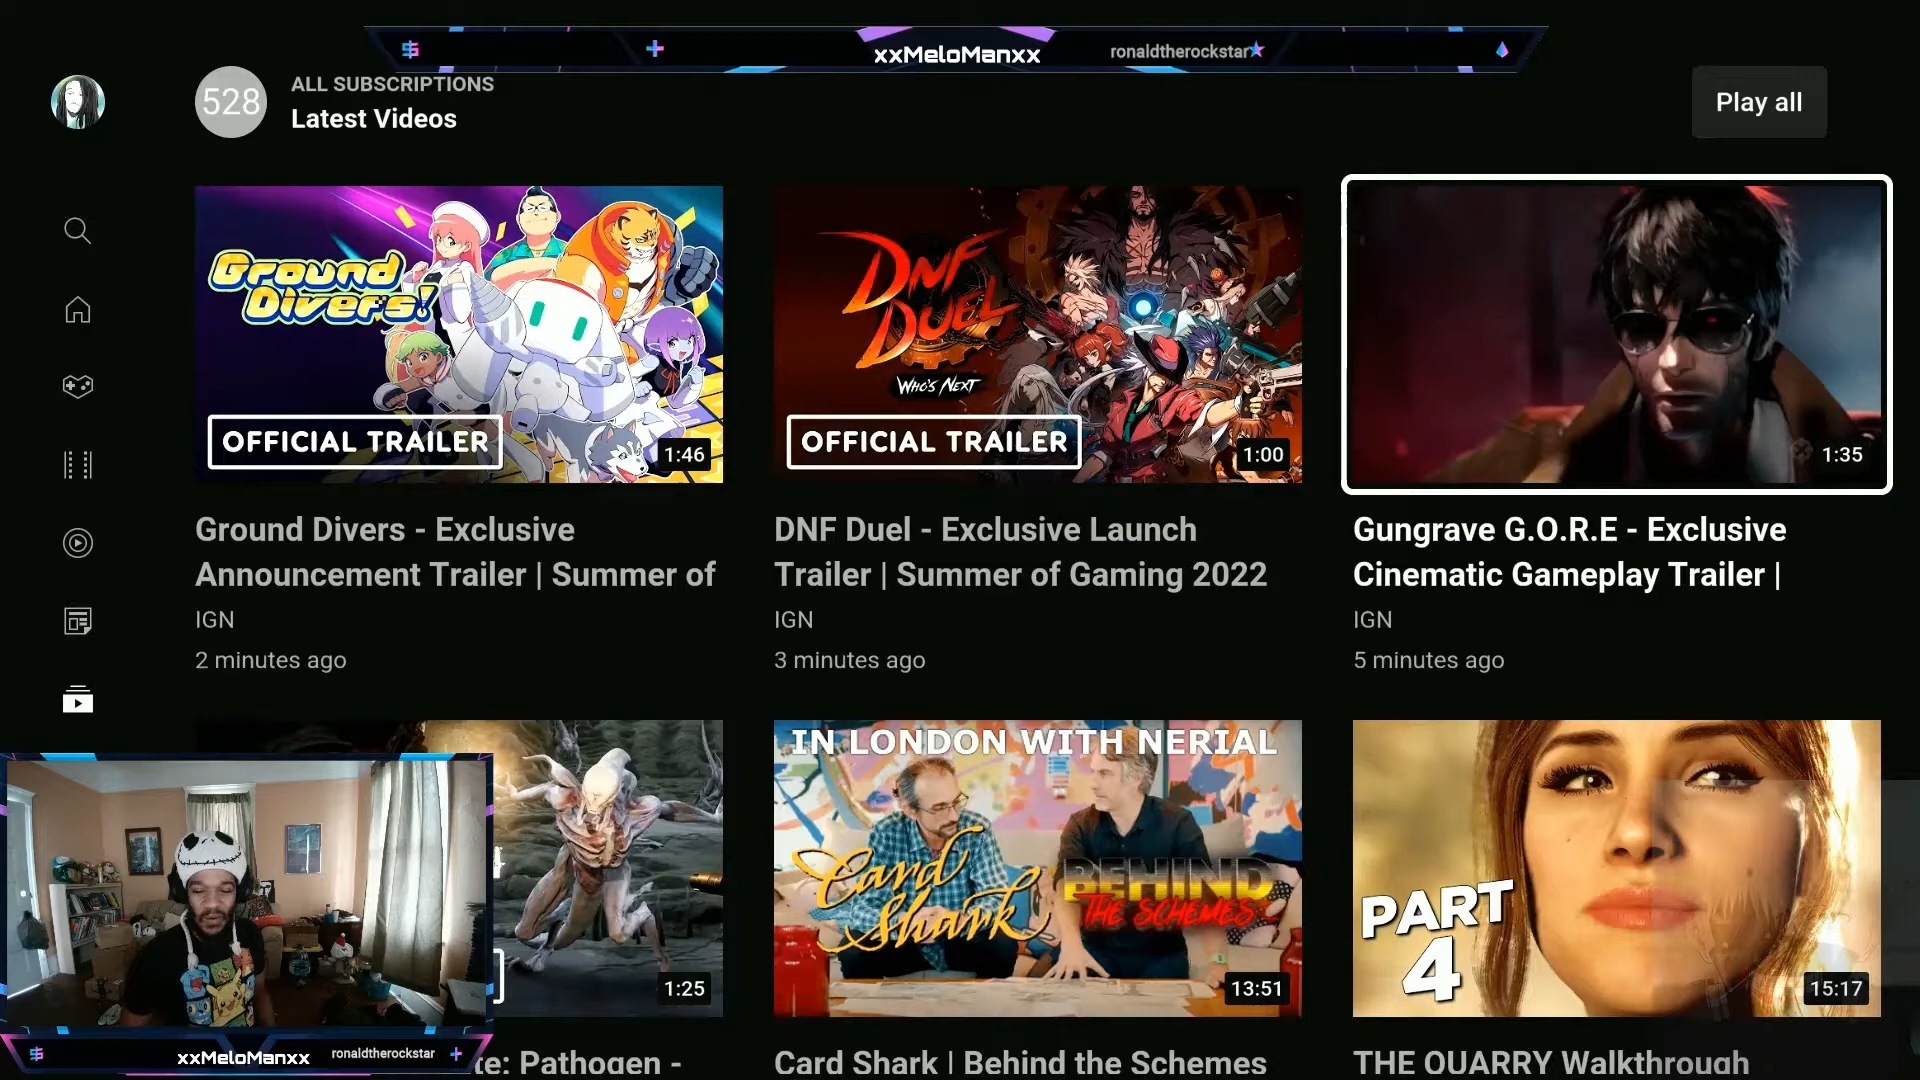 xxMeloManxx
ronaldtherockstar
528
ALL SUBSCRIPTIONS
Latest Videos
Play all
Ground
Divers!
OFFICIAL TRAILER
1:46
DNF
DUEL
WHO'S NEXT
OFFICIAL TRAILER
1:00
1:35
Ground Divers - Exclusive
Announcement Trailer | Summer of
IGN
2 minutes ago
DNF Duel - Exclusive Launch
Trailer | Summer of Gaming 2022
IGN
3 minutes ago
Gungrave G.O.R.E - Exclusive
Cinematic Gameplay Trailer |
IGN
5 minutes ago
1:25
IN LONDON WITH NERIAL
Card
Shark
BEHIND
THE SCHEMES
13:51
PART
4
15:17
xxMeloManxx
ronaldtherockstar
te: Pathogen -
Card Shark | Behind the Schemes
THE QUARRY Walkthrough